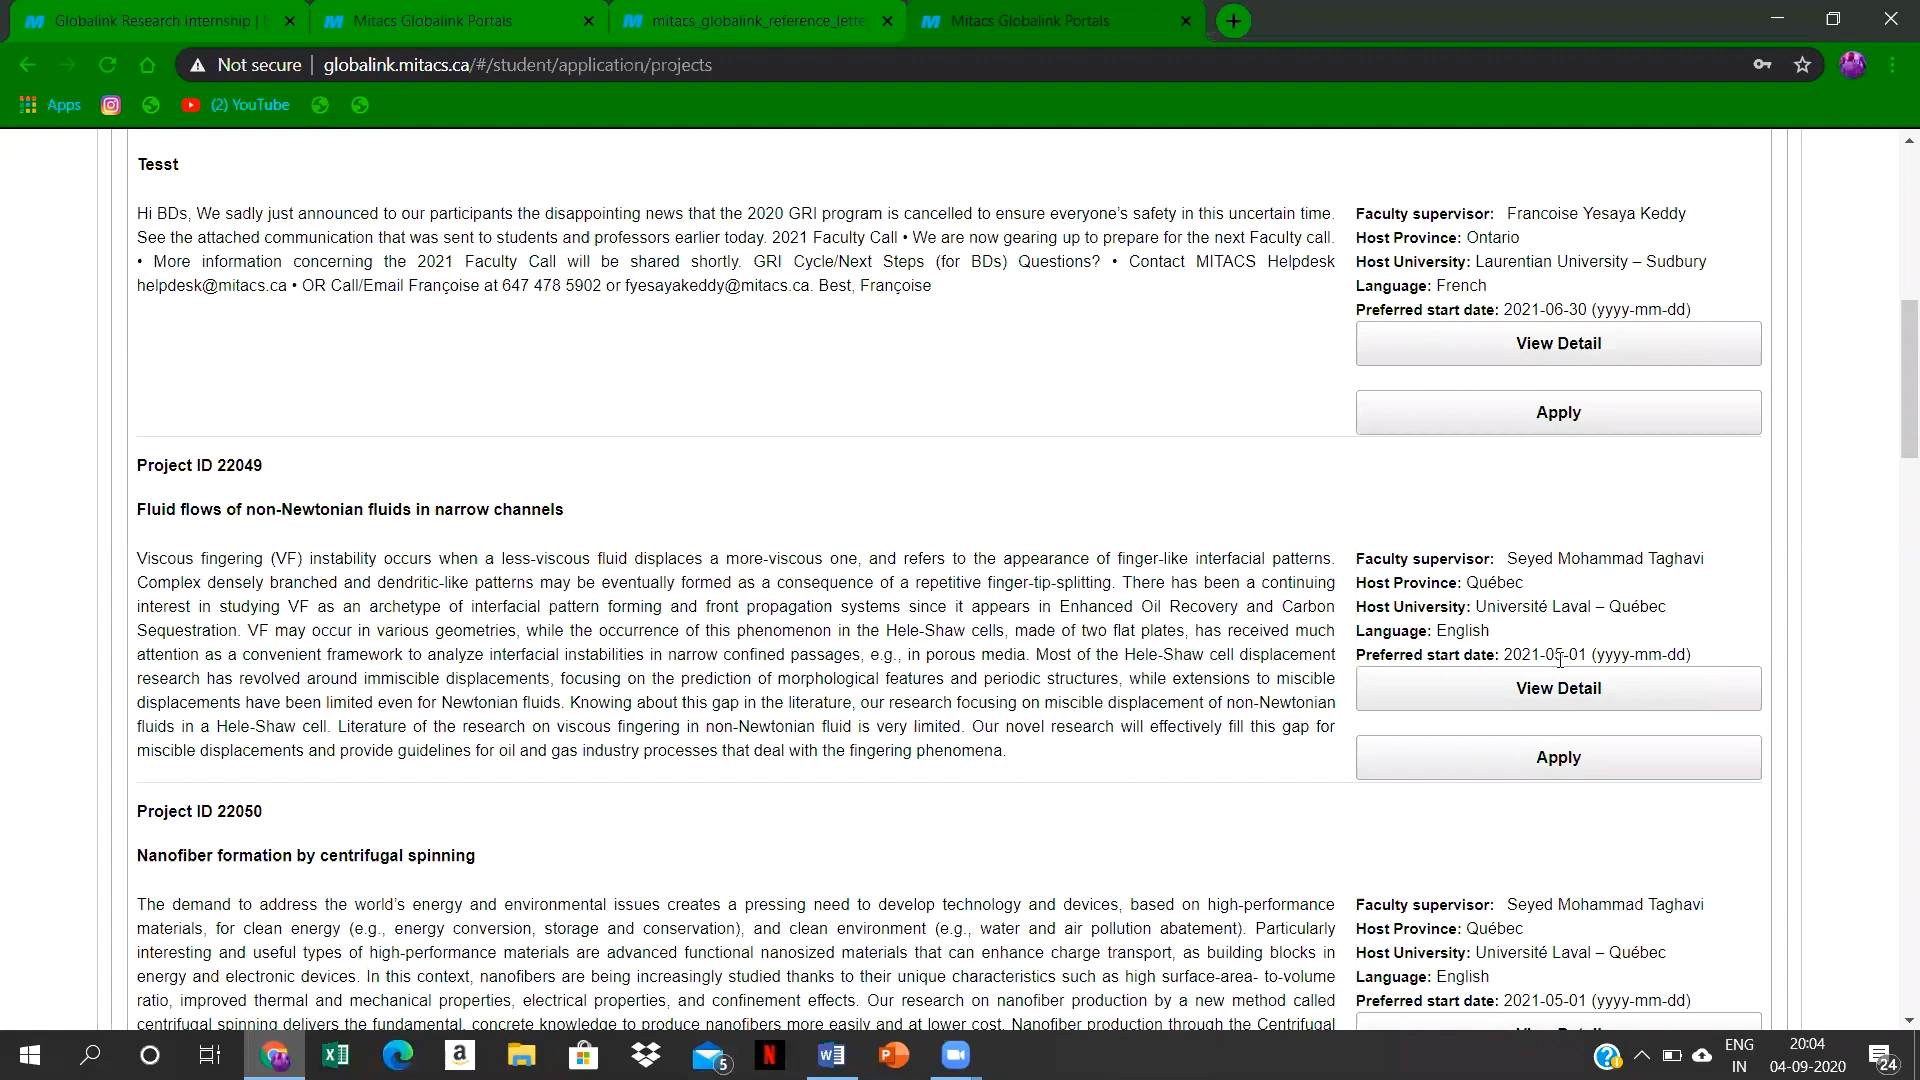 Globalink Research Internship |
Mitacs Globalink Portals
mitacs_globalink_reference_lette
Mitacs Globalink Portals
Not secure | globalink.mitacs.ca/#/student/application/projects
Apps
(2) YouTube
Tesst
Hi BDs, We sadly just announced to our participants the disappointing news that the 2020 GRI program is cancelled to ensure everyone's safety in this uncertain time.
See the attached communication that was sent to students and professors earlier today. 2021 Faculty Call • We are now gearing up to prepare for the next Faculty call.
• More information concerning the 2021 Faculty Call will be shared shortly. GRI Cycle/Next Steps (for BDs) Questions? • Contact MITACS Helpdesk
helpdesk@mitacs.ca • OR Call/Email Françoise at 647 478 5902 or fyesayakeddy@mitacs.ca. Best, Françoise
Faculty supervisor: Francoise Yesaya Keddy
Host Province: Ontario
Host University: Laurentian University – Sudbury
Language: French
Preferred start date: 2021-06-30 (yyyy-mm-dd)
View Detail
Apply
Project ID 22049
Fluid flows of non-Newtonian fluids in narrow channels
Viscous fingering (VF) instability occurs when a less-viscous fluid displaces a more-viscous one, and refers to the appearance of finger-like interfacial patterns.
Complex densely branched and dendritic-like patterns may be eventually formed as a consequence of a repetitive finger-tip-splitting. There has been a continuing
interest in studying VF as an archetype of interfacial pattern forming and front propagation systems since it appears in Enhanced Oil Recovery and Carbon
Sequestration. VF may occur in various geometries, while the occurrence of this phenomenon in the Hele-Shaw cells, made of two flat plates, has received much
attention as a convenient framework to analyze interfacial instabilities in narrow confined passages, e.g., in porous media. Most of the Hele-Shaw cell displacement
research has revolved around immiscible displacements, focusing on the prediction of morphological features and periodic structures, while extensions to miscible
displacements have been limited even for Newtonian fluids. Knowing about this gap in the literature, our research focusing on miscible displacement of non-Newtonian
fluids in a Hele-Shaw cell. Literature of the research on viscous fingering in non-Newtonian fluid is very limited. Our novel research will effectively fill this gap for
miscible displacements and provide guidelines for oil and gas industry processes that deal with the fingering phenomena.
Faculty supervisor: Seyed Mohammad Taghavi
Host Province: Québec
Host University: Université Laval – Québec
Language: English
Preferred start date: 2021-05-01 (yyyy-mm-dd)
View Detail
Apply
Project ID 22050
Nanofiber formation by centrifugal spinning
The demand to address the world's energy and environmental issues creates a pressing need to develop technology and devices, based on high-performance
materials, for clean energy (e.g., energy conversion, storage and conservation), and clean environment (e.g., water and air pollution abatement). Particularly
interesting and useful types of high-performance materials are advanced functional nanosized materials that can enhance charge transport, as building blocks in
energy and electronic devices. In this context, nanofibers are being increasingly studied thanks to their unique characteristics such as high surface-area- to-volume
ratio, improved thermal and mechanical properties, electrical properties, and confinement effects. Our research on nanofiber production by a new method called
centrifugal spinning delivers the fundamental, concrete knowledge to produce nanofibers more easily and at lower cost. Nanofiber production through the Centrifugal
Faculty supervisor: Seyed Mohammad Taghavi
Host Province: Québec
Host University: Université Laval – Québec
Language: English
Preferred start date: 2021-05-01 (yyyy-mm-dd)
View Detail
5
ENG
IN
20:04
04-09-2020
24